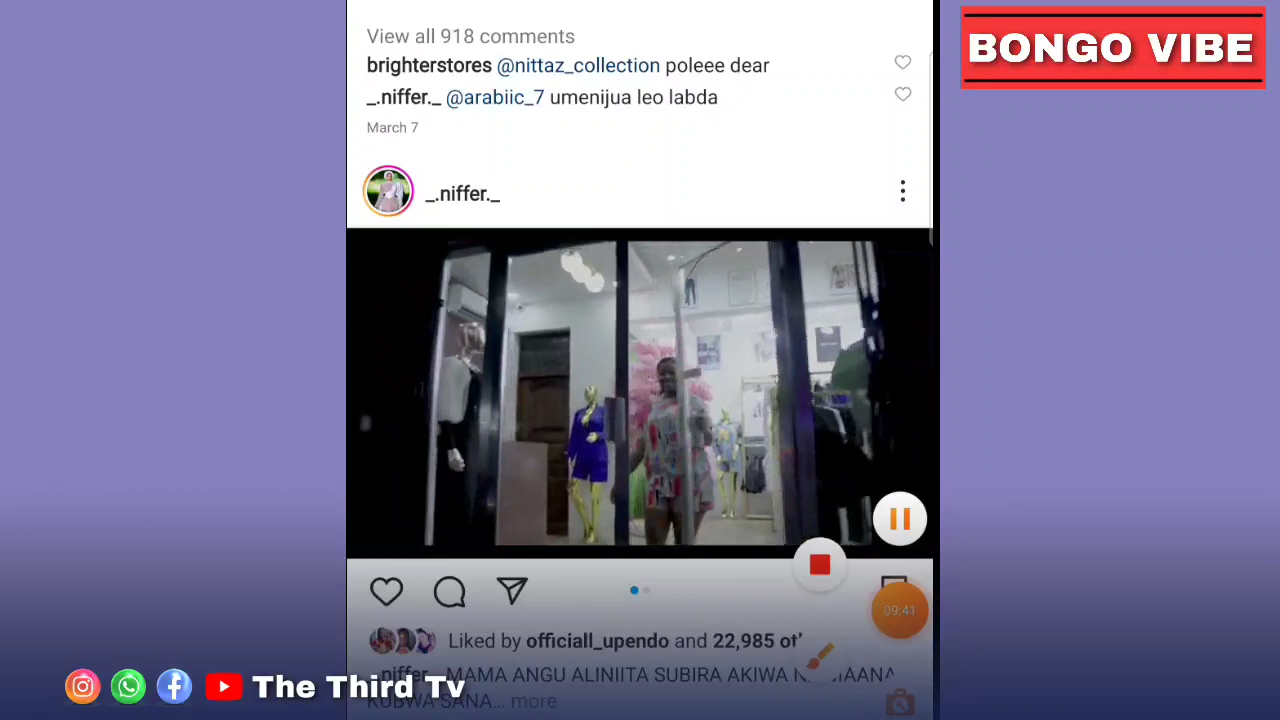 View all 918 comments
brighterstores @nittaz_collection poleee dear
_.niffer._ @arabiic_7 umenijua leo labda
March 7
_.niffer._
BONGO VIBE
09:41
Liked by officiall_upendo and 22,985 ot
_.niffer._ MAMA ANGU ALINIITA SUBIRA AKIWA
KUBWA SANA... more
The Third Tv